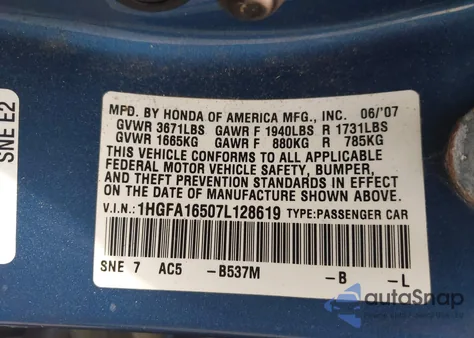 SNE E2
MFD. BY HONDA OF AMERICA MFG., INC. 06/'07
GVWR 3671LBS GAWR F 1940LBS R 1731LBS
GVWR 1665KG GAWR F 880KG R 785KG
THIS VEHICLE CONFORMS TO ALL APPLICABLE
FEDERAL MOTOR VEHICLE SAFETY, BUMPER,
AND THEFT PREVENTION STANDARDS IN EFFECT
ON THE DATE OF MANUFACTURE SHOWN ABOVE.
V.I.N.: 1HGFA16507L128619 TYPE:PASSENGER CAR
SNE 7 AC5 -B537M -B -L
autoSnap